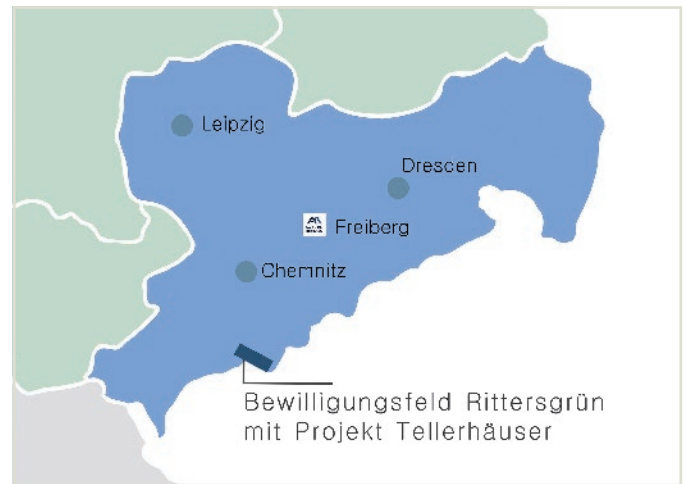 Leipzig
Drescen
Freiberg
Chemnitz
Bewilligungsfeld Rittersgrün
mit Projekt Tellerhäuser